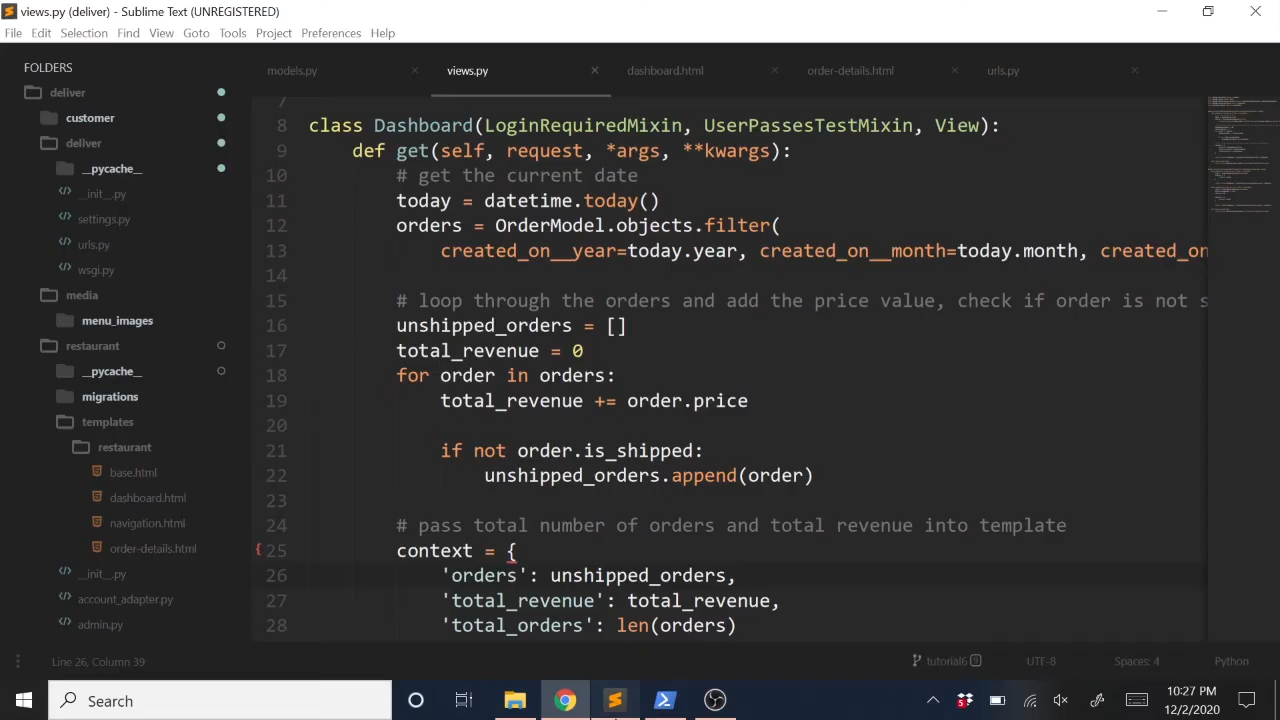 views.py (deliver) - Sublime Text (UNREGISTERED)
File Edit Selection Find View Goto Tools Project Preferences Help
FOLDERS
deliver
customer
deliver
__pycache__
__init__.py
settings.py
urls.py
wsgi.py
media
menu_images
restaurant
__pycache__
migrations
templates
restaurant
base.html
dashboard.html
navigation.html
order-details.html
__init__.py
account_adapter.py
admin.py
models.py views.py dashboard.html order-details.html urls.py
7
8 class Dashboard(LoginRequiredMixin, UserPassesTestMixin, View):
9 def get(self, request, *args, **kwargs):
10 # get the current date
11 today = datetime.today()
12 orders = OrderModel.objects.filter(
13 created_on__year=today.year, created_on__month=today.month, created_on
14
15 # loop through the orders and add the price value, check if order is not s
16 unshipped_orders = []
17 total_revenue = 0
18 for order in orders:
19 total_revenue += order.price
20
21 if not order.is_shipped:
22 unshipped_orders.append(order)
23
24 # pass total number of orders and total revenue into template
{ 25 context = {
26 'orders': unshipped_orders,
27 'total_revenue': total_revenue,
28 'total_orders': len(orders)
Line 26, Column 39 tutorial6 9 UTF-8 Spaces: 4 Python
Search
10:27 PM
12/2/2020